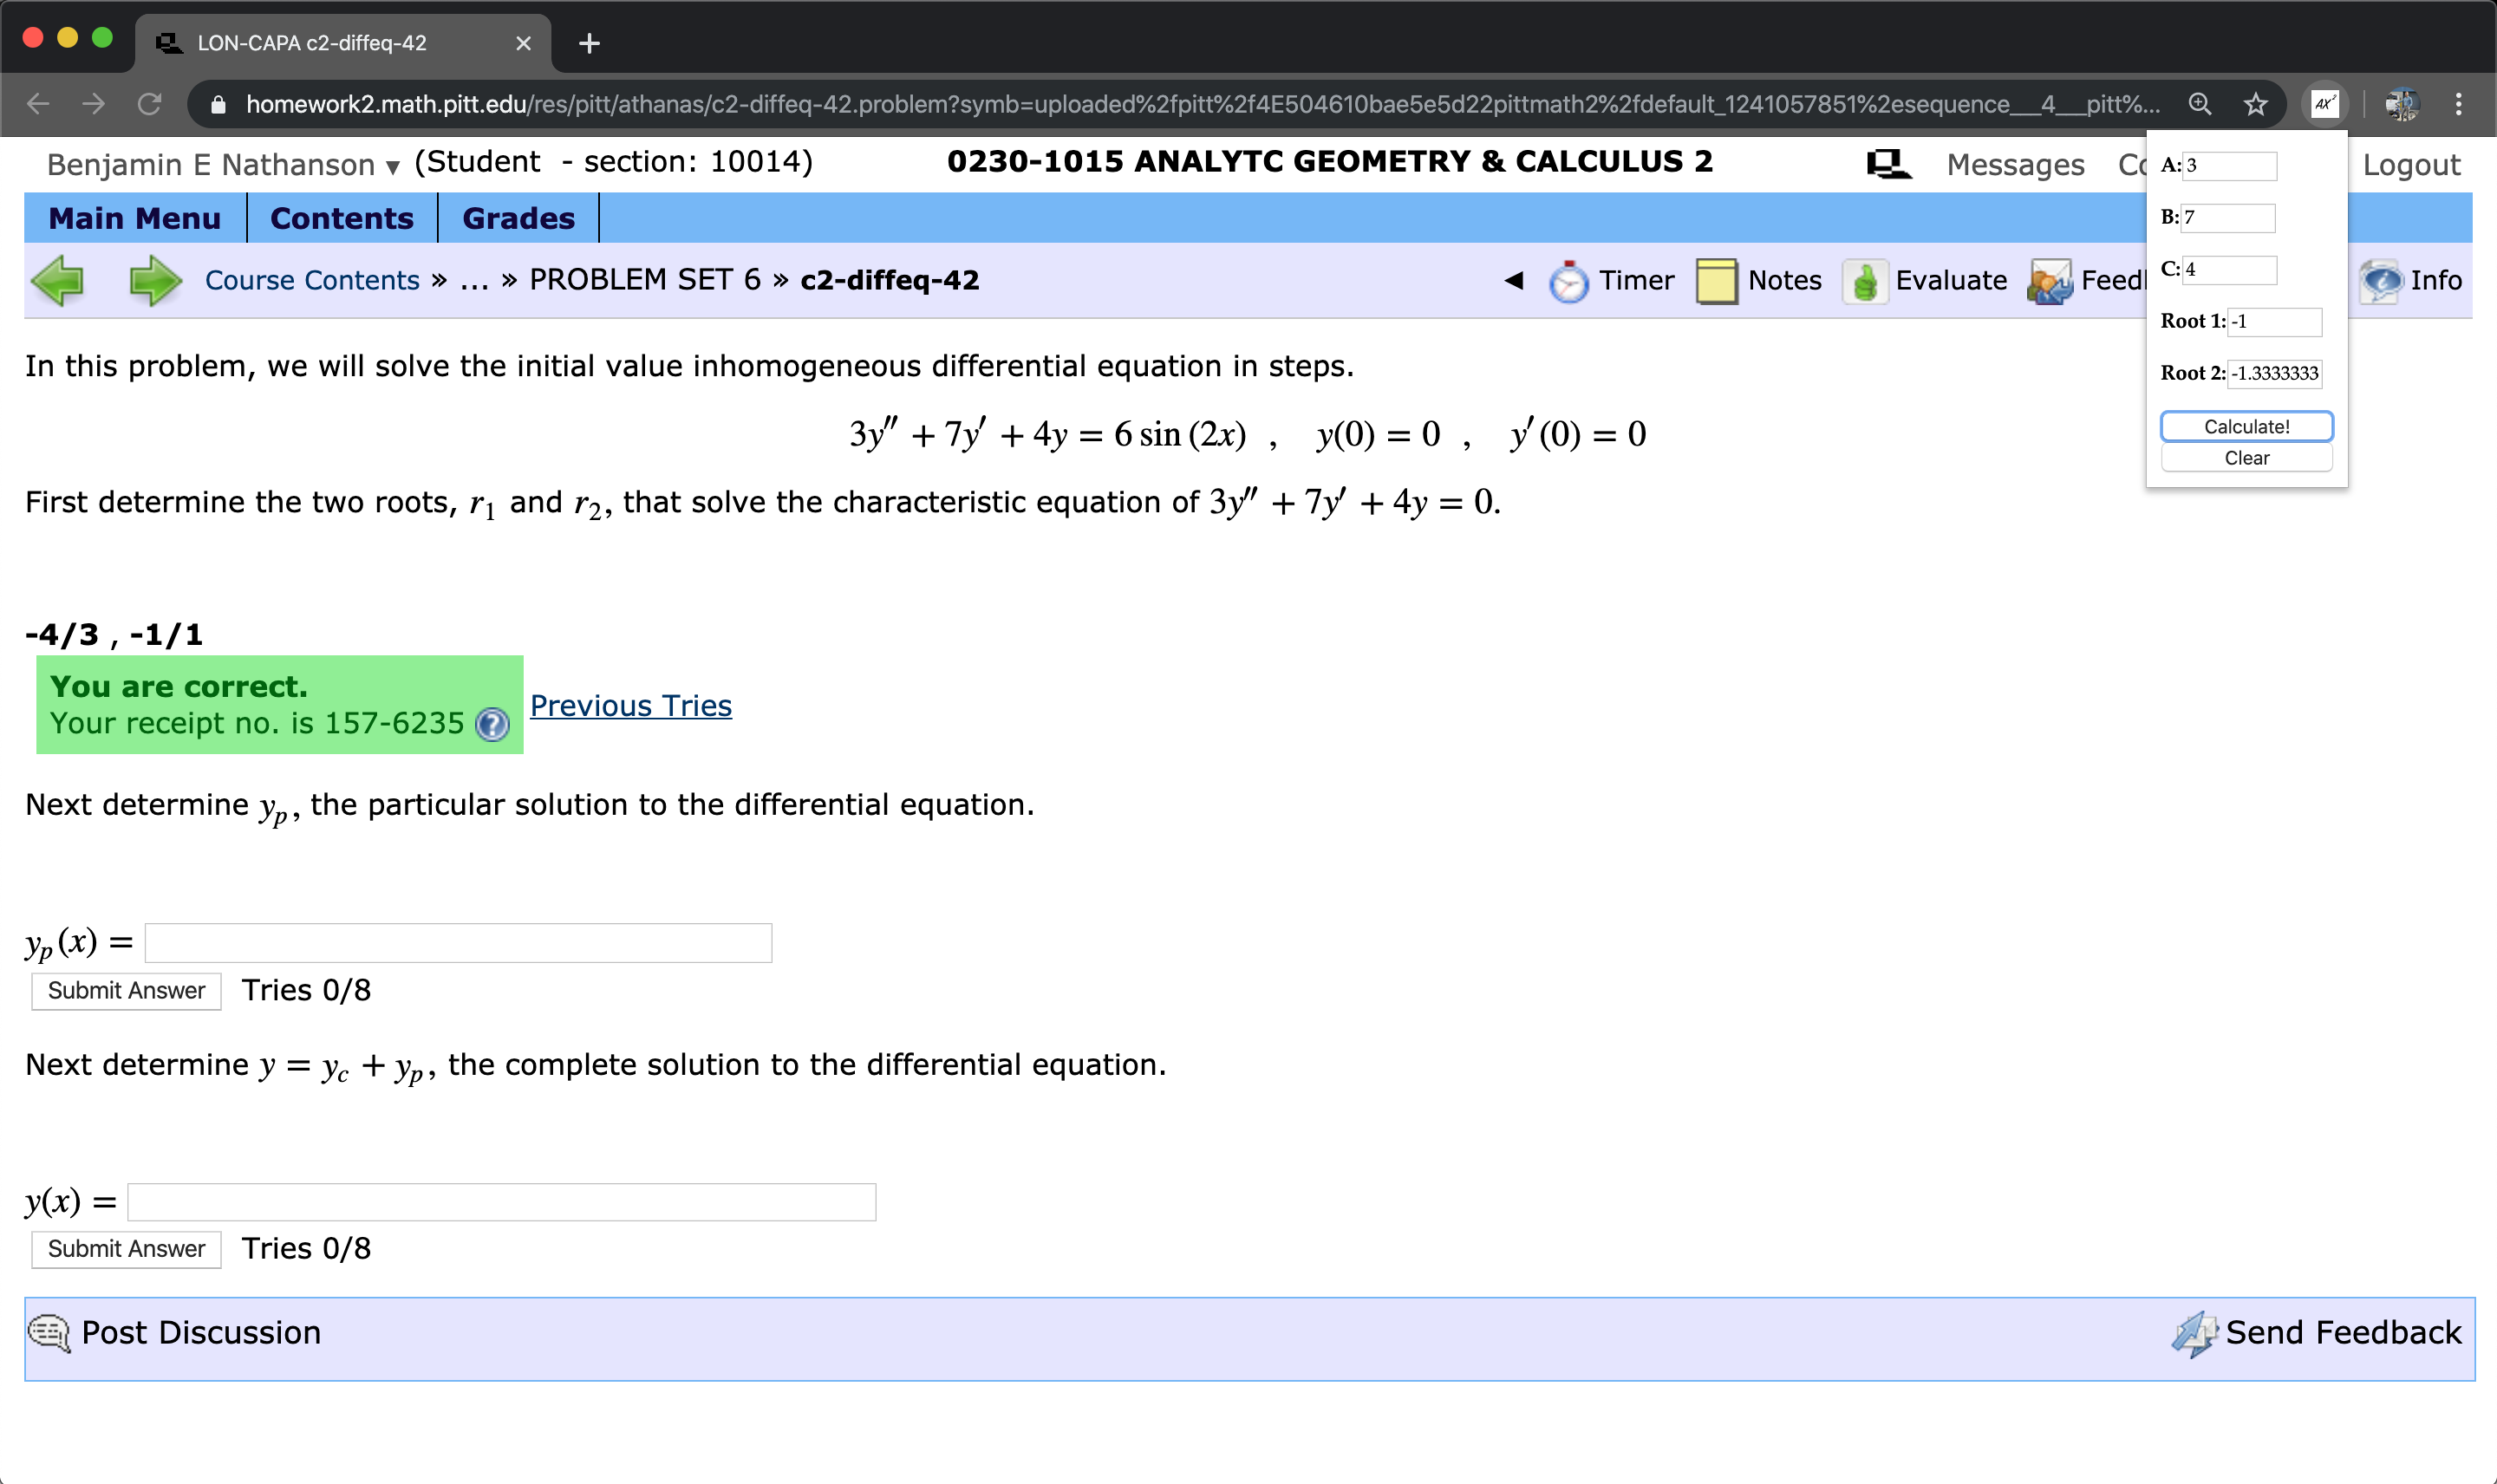 LON-CAPA c2-diffeq-42
homework2.math.pitt.edu/res/pitt/athanas/c2-diffeq-42.problem?symb=uploaded%2fpitt%2f4E504610bae5e5d22pittmath2%2fdefault_1241057851%2esequence___4___pitt%...
AX²
Benjamin E Nathanson ▾ (Student - section: 10014) 0230-1015 ANALYTC GEOMETRY & CALCULUS 2 Messages Co Logout
Main Menu Contents Grades
Course Contents » ... » PROBLEM SET 6 » c2-diffeq-42 ◀ Timer Notes Evaluate Feed Info
A: 3
B: 7
C: 4
Root 1: -1
Root 2: -1.3333333
Calculate!
Clear
In this problem, we will solve the initial value inhomogeneous differential equation in steps.
3y″ + 7y′ + 4y = 6 sin (2x) , y(0) = 0 , y′(0) = 0
First determine the two roots, r₁ and r₂, that solve the characteristic equation of 3y″ + 7y′ + 4y = 0.
-4/3 , -1/1
You are correct.
Your receipt no. is 157-6235 ? Previous Tries
Next determine yₚ, the particular solution to the differential equation.
yₚ(x) =
Submit Answer Tries 0/8
Next determine y = y_c + yₚ, the complete solution to the differential equation.
y(x) =
Submit Answer Tries 0/8
Post Discussion Send Feedback